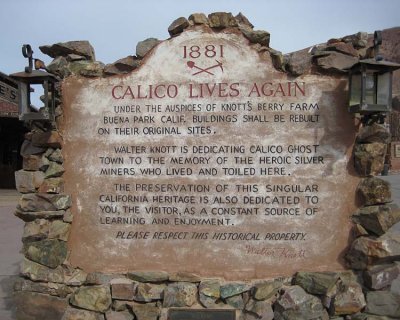 1881
CALICO LIVES AGAIN
UNDER THE AUSPICES OF KNOTT'S BERRY FARM
BUENA PARK CALIF, BUILDINGS SHALL BE REBUILT
ON THEIR ORIGINAL SITES.
WALTER KNOTT IS DEDICATING CALICO GHOST
TOWN TO THE MEMORY OF THE HEROIC SILVER
MINERS WHO LIVED AND TOILED HERE.
THE PRESERVATION OF THIS SINGULAR
CALIFORNIA HERITAGE IS ALSO DEDICATED TO
YOU, THE VISITOR, AS A CONSTANT SOURCE OF
LEARNING AND ENJOYMENT.
PLEASE RESPECT THIS HISTORICAL PROPERTY.
Walter Knott